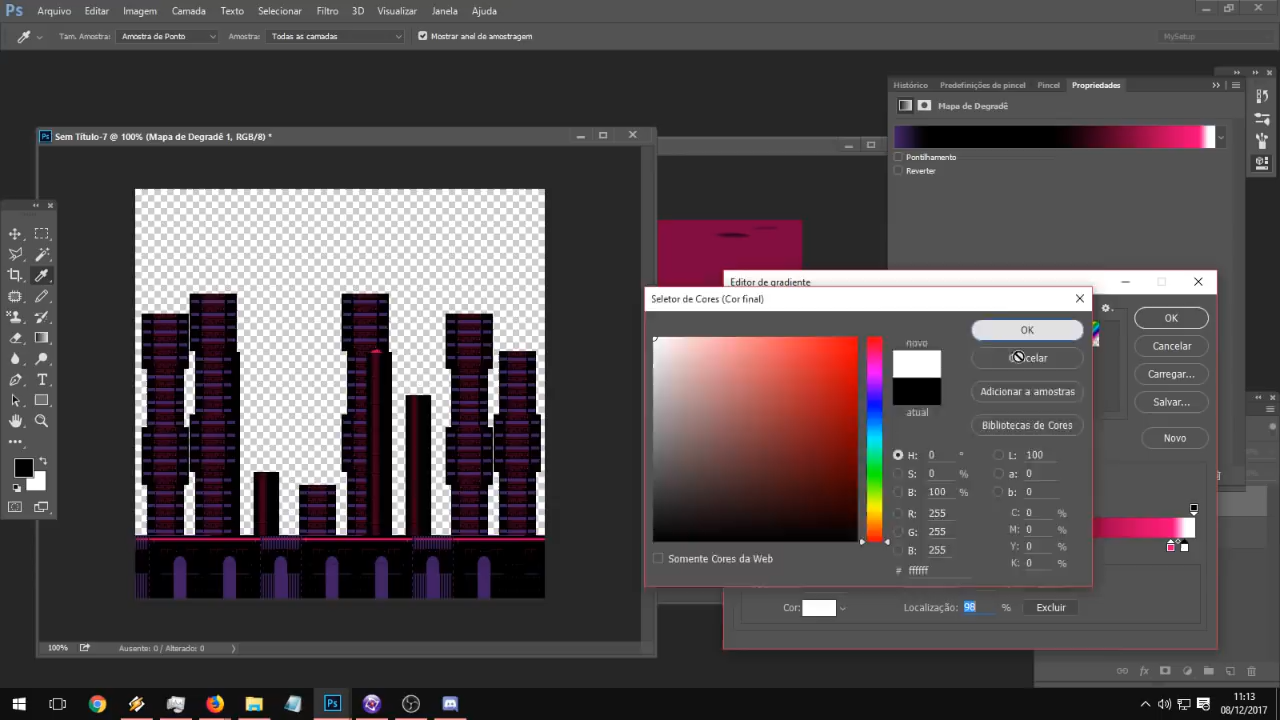 Ps Arquivo Editar Imagem Camada Texto Selecionar Filtro 3D Visualizar Janela Ajuda
Tam. Amostra: Amostra de Ponto Amostra: Todas as camadas Mostrar anel de amostragem MySetup
Histórico Predefinições de pincel Pincel Propriedades
Mapa de Degradê
Ps Sem Título-7 @ 100% (Mapa de Degradê 1, RGB/8) *
Pontilhamento
Reverter
Editor de gradiente
Seletor de Cores (Cor final)
OK
OK
novo
Cancelar
Cancelar
Carregar...
Adicionar a amostras
Salvar...
atual
Bibliotecas de Cores
Novo
H: 0 °
L: 100
S: 0 %
a: 0
B: 100 %
b: 0
R: 255
C: 0 %
G: 255
M: 0 %
B: 255
Y: 0 %
Somente Cores da Web
# ffffff
K: 0 %
Cor:
Localização: 98 %
Excluir
100% Ausente: 0 / Alterado: 0
fx
Ps
11:13
08/12/2017